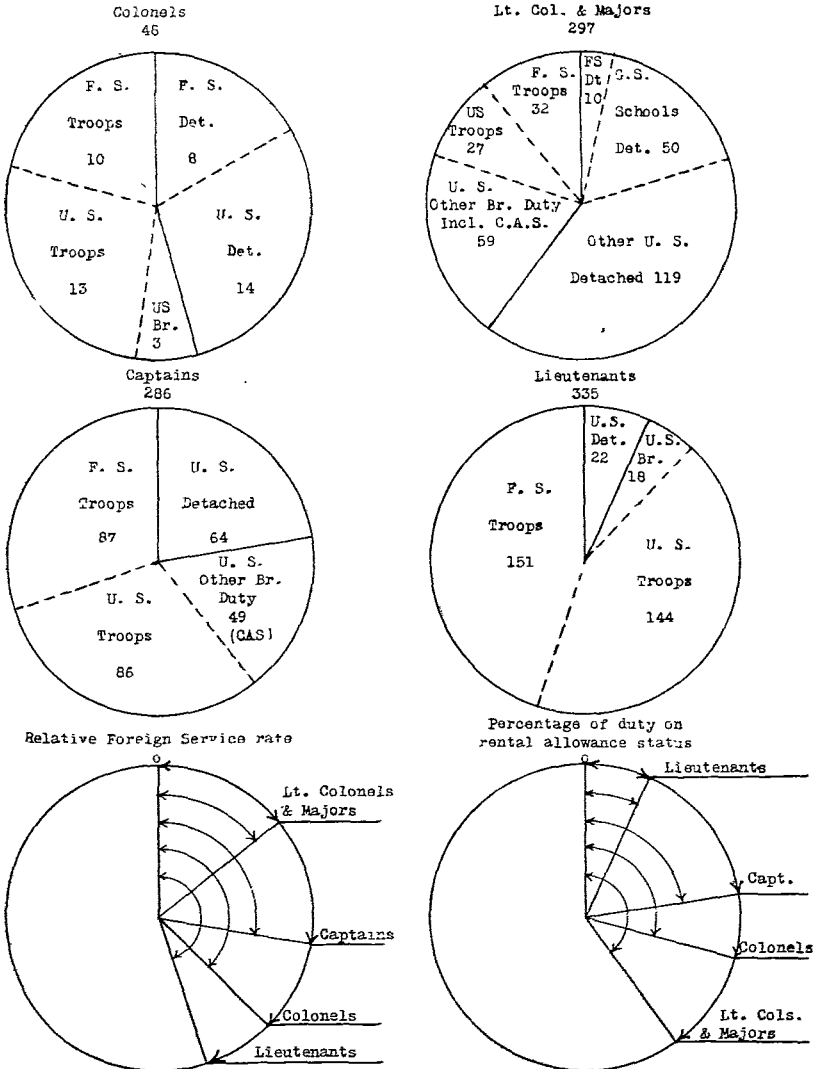 Colonels
48
F. S.
Troops
10
F. S.
Det.
8
U. S.
Troops
13
U. S.
Det.
14
US
Br.
3
Lt. Col. & Majors
297
F. S.
Troops
32
FS
Dt
10
Schools
Det. 50
US
Troops
27
U. S.
Other Br. Duty
Incl. C.A.S.
59
Other U. S.
Detached 119
Captains
286
F. S.
Troops
87
U. S.
Detached
64
U. S.
Other Br.
Duty
49
(CAS)
U. S.
Troops
86
Lieutenants
335
U.S.
Det.
22
U.S.
Br.
18
F. S.
Troops
151
U. S.
Troops
144
Relative Foreign Service rate
0
Lt. Colonels
& Majors
Captains
Colonels
Lieutenants
Percentage of duty on
rental allowance status
0
Lieutenants
Capt.
Colonels
Lt. Cols.
& Majors